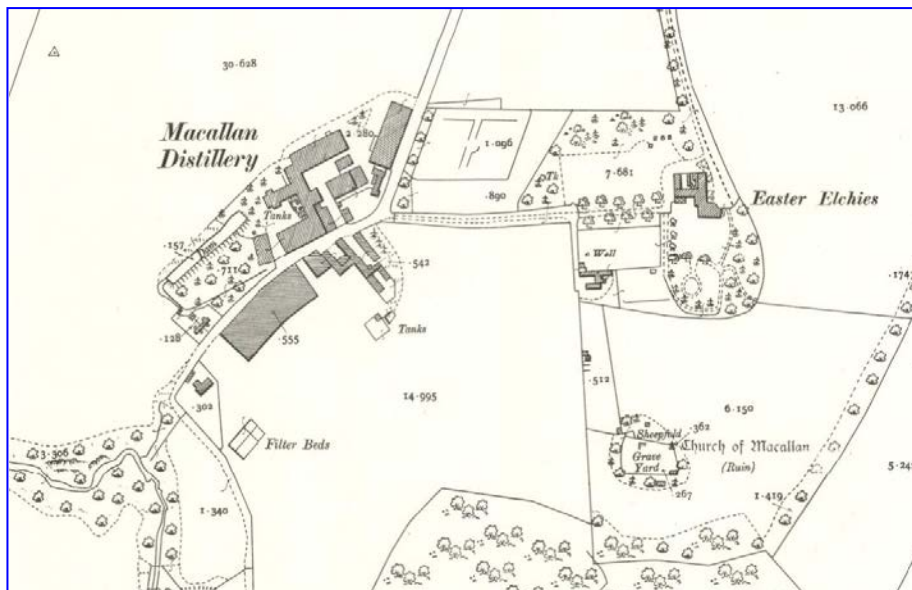 30·628
13·066
Macallan
Distillery
2·280
1·096
·890
7·681
Easter Elchies
Tanks
·157
·711
·542
Well
·174
·128
·555
Tanks
·302
14·995
·512
6·150
Filter Beds
3·306
Sheepfold
·362
Church of Macallan
(Ruin)
Grave
Yard
·267
5·24
1·419
1·340